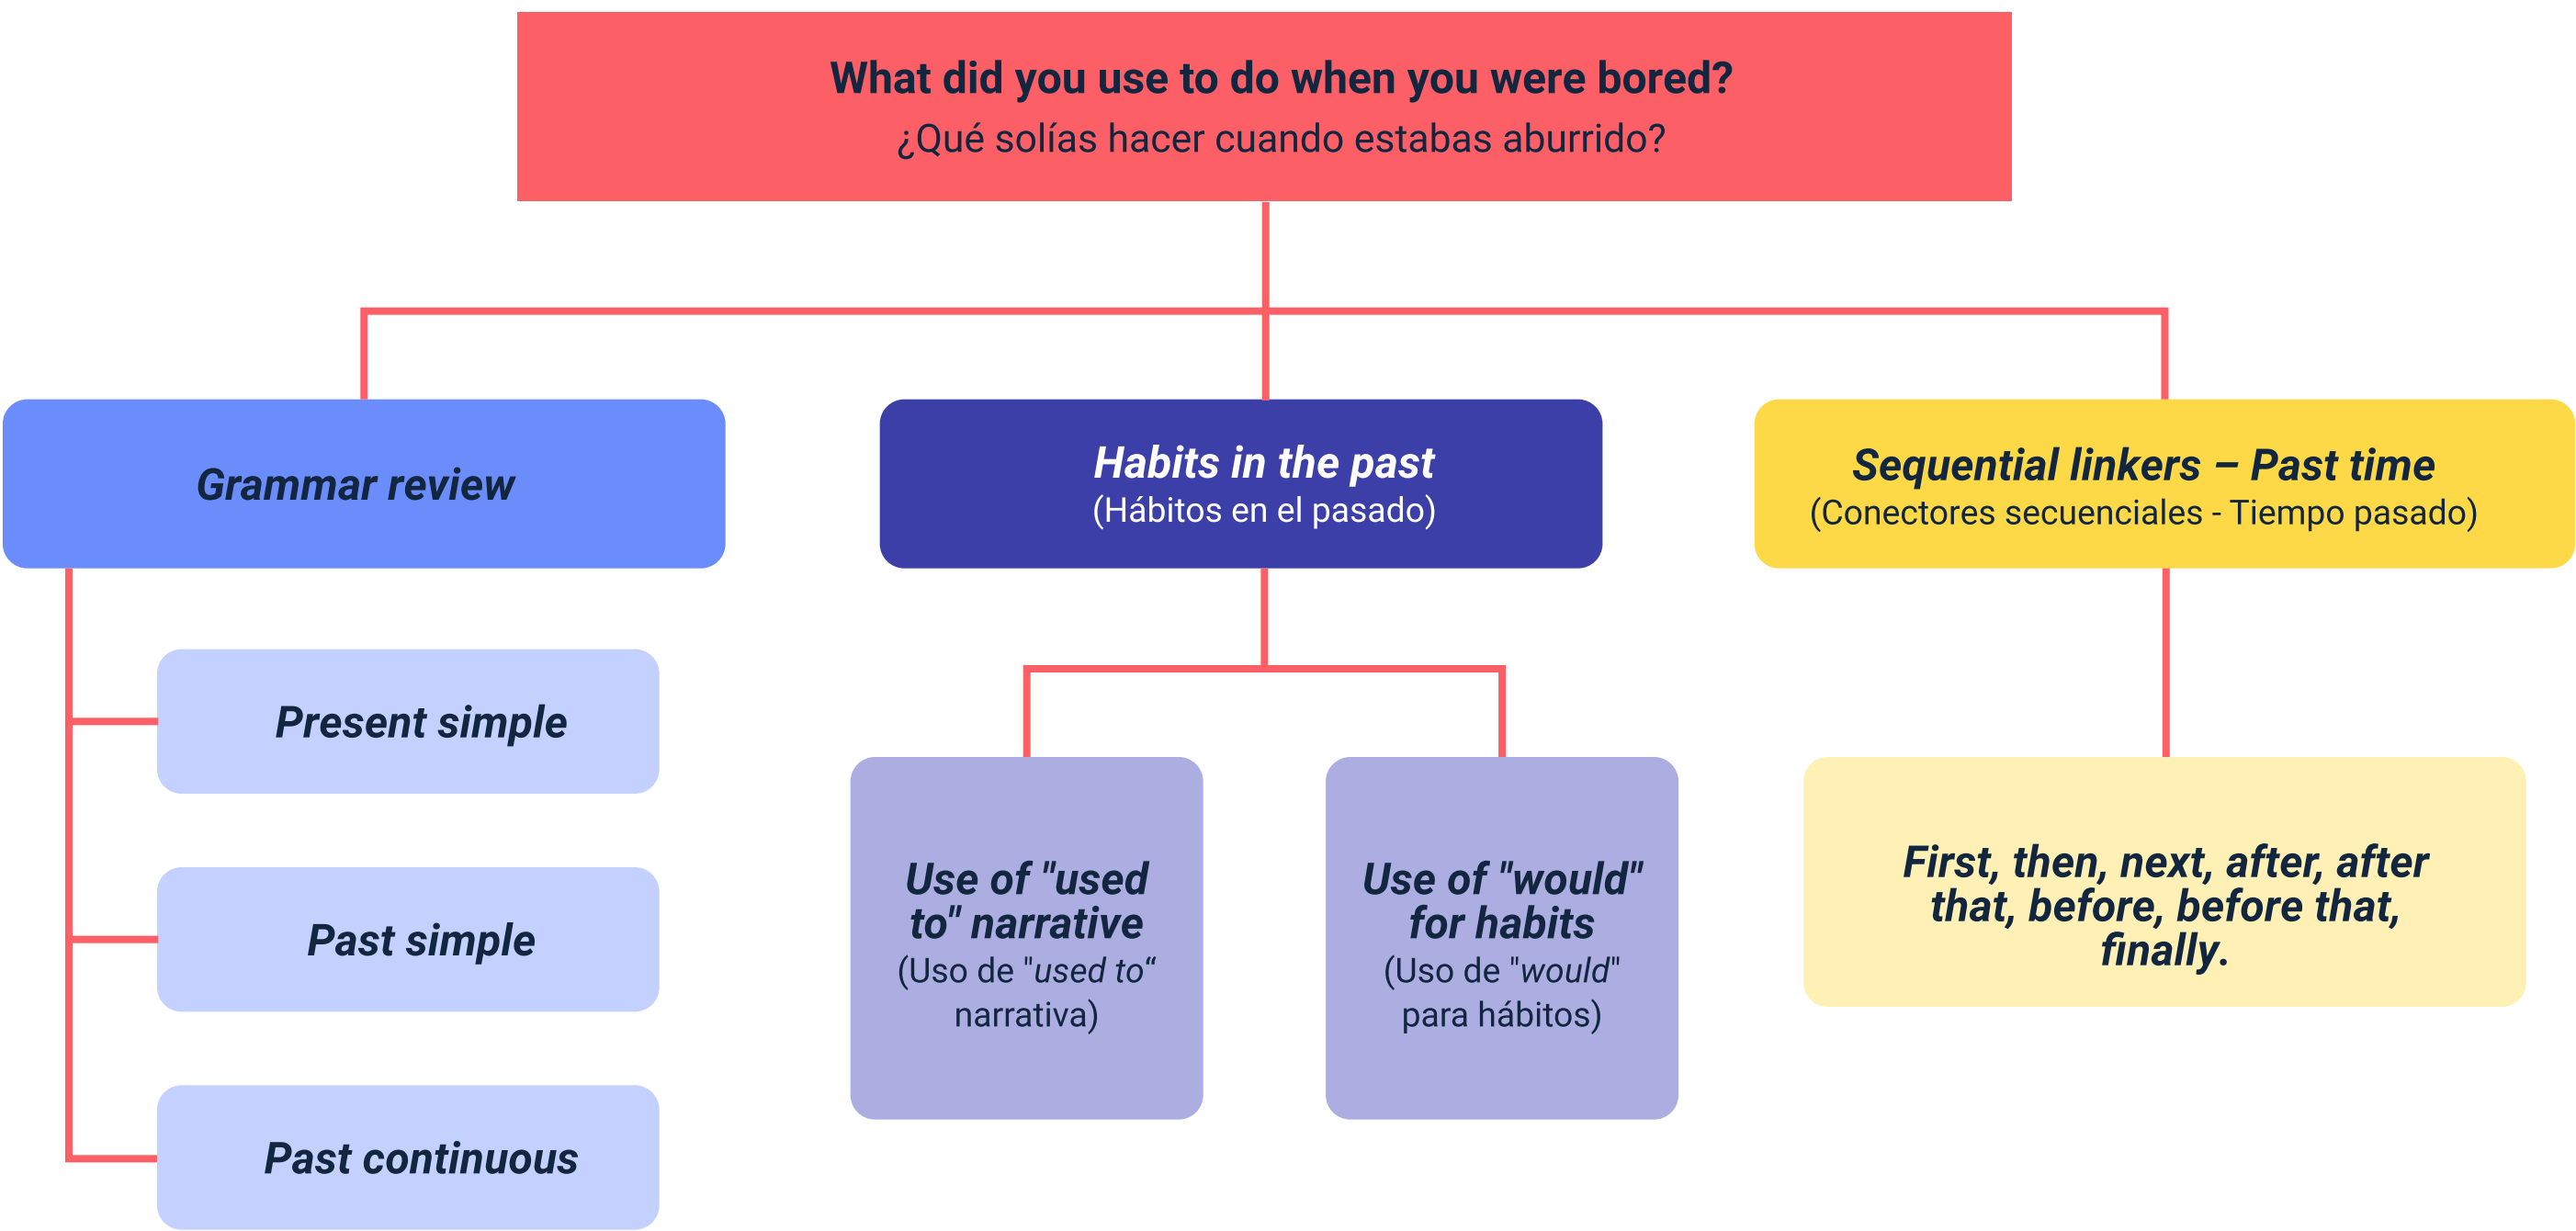 What did you use to do when you were bored?
¿Qué solías hacer cuando estabas aburrido?
Grammar review
Present simple
Past simple
Past continuous
Habits in the past
(Hábitos en el pasado)
Use of "used
to" narrative
(Uso de "used to“
narrativa)
Use of "would"
for habits
(Uso de "would"
para hábitos)
Sequential linkers – Past time
(Conectores secuenciales - Tiempo pasado)
First, then, next, after, after
that, before, before that,
finally.